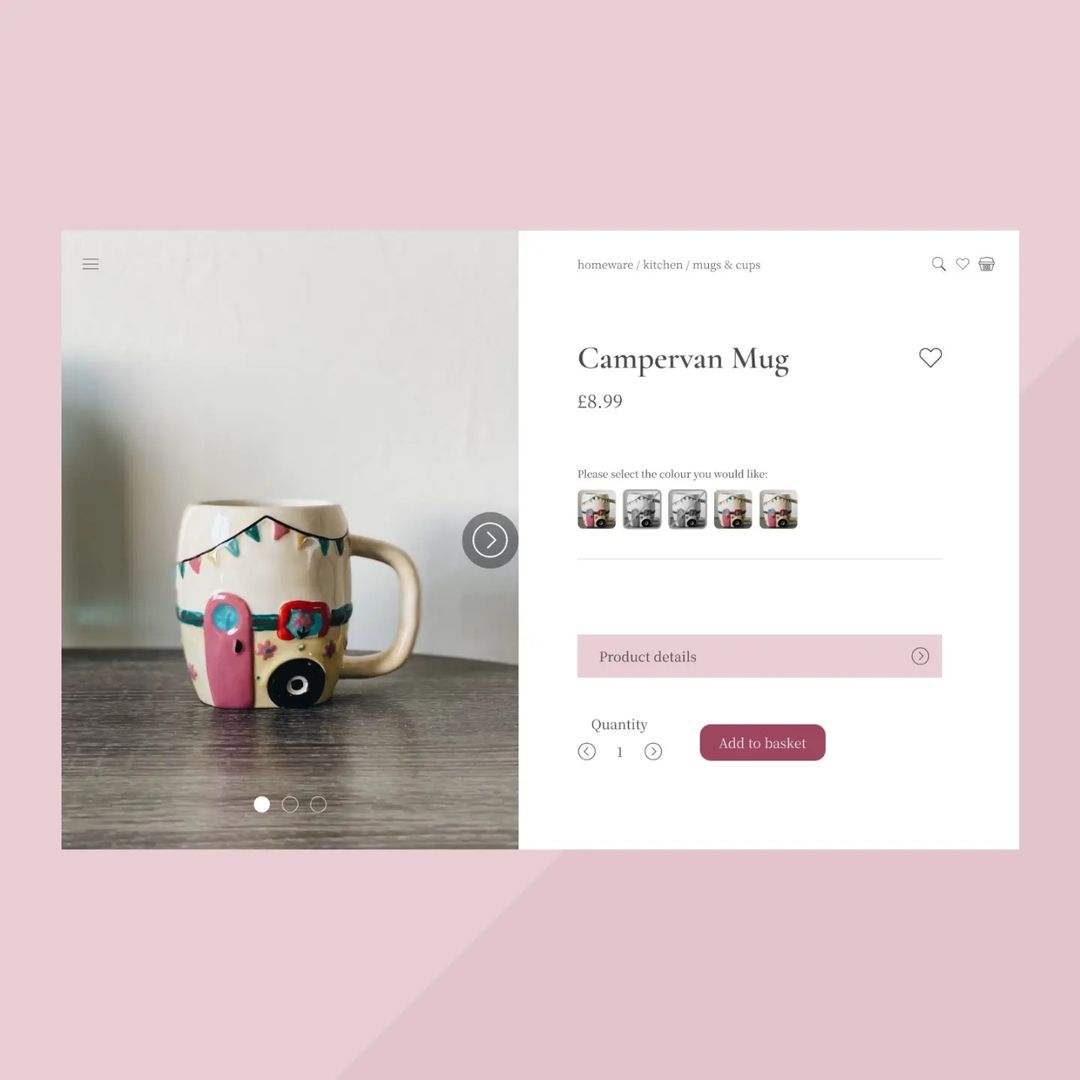 homeware / kitchen / mugs & cups
Campervan Mug
£8.99
Please select the colour you would like:
Product details
Quantity
1
Add to basket